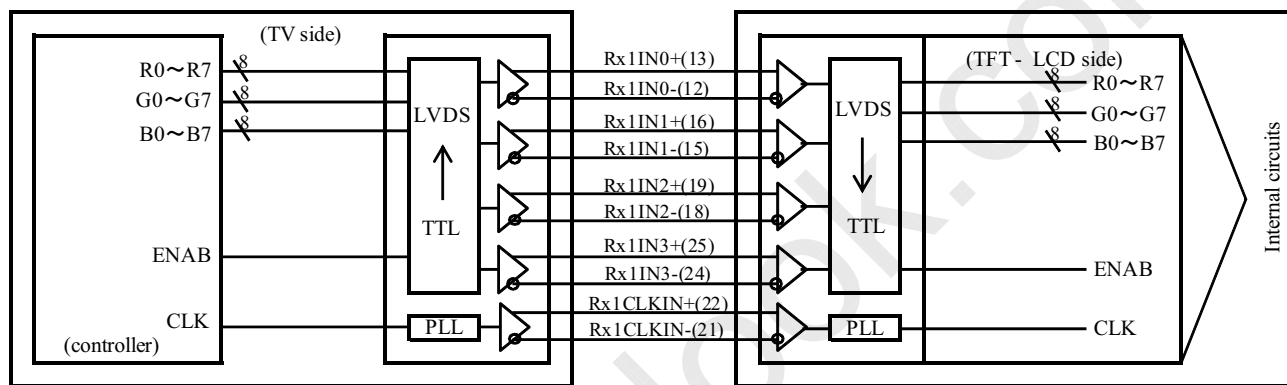 (TV side)
R0～R7
8
G0～G7
8
B0～B7
8
ENAB
CLK
(controller)
LVDS
TTL
PLL
Rx1IN0+(13)
Rx1IN0-(12)
Rx1IN1+(16)
Rx1IN1-(15)
Rx1IN2+(19)
Rx1IN2-(18)
Rx1IN3+(25)
Rx1IN3-(24)
Rx1CLKIN+(22)
Rx1CLKIN-(21)
LVDS
TTL
PLL
(TFT - LCD side)
8
R0～R7
8
G0～G7
8
B0～B7
ENAB
CLK
Internal circuits